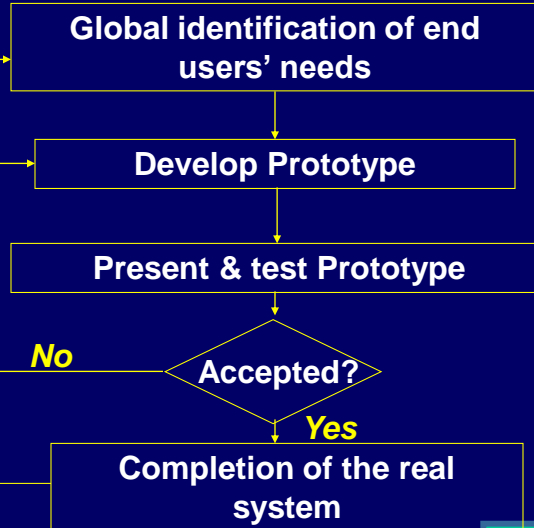 Global identification of end
users’ needs
Develop Prototype
Present & test Prototype
No
Accepted?
Yes
Completion of the real
system